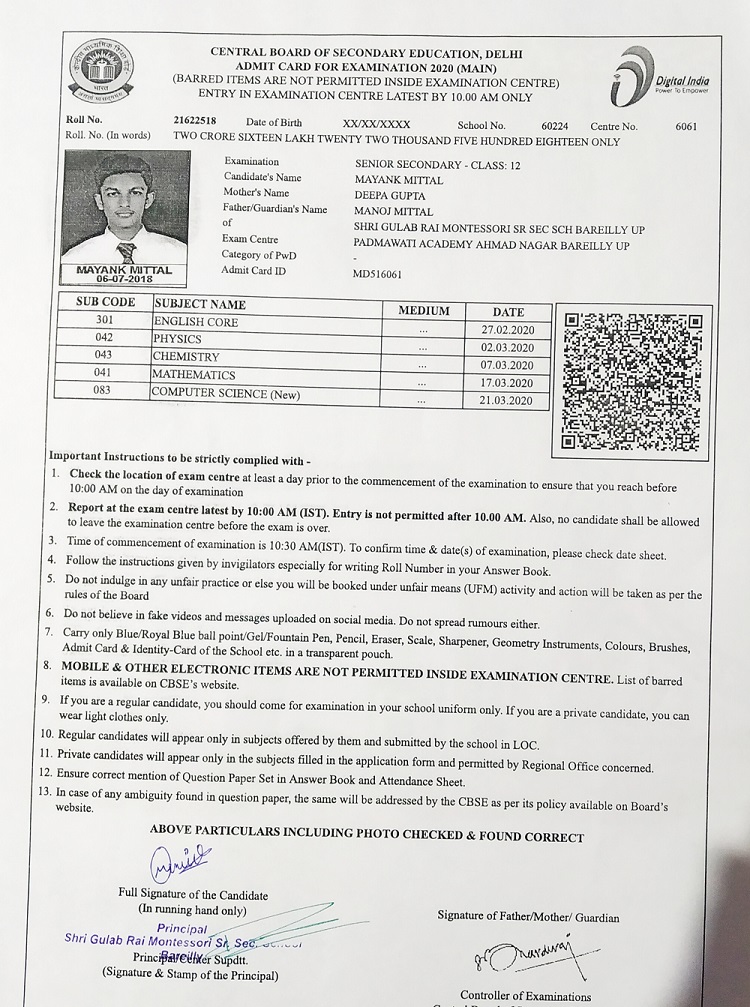 CENTRAL BOARD OF SECONDARY EDUCATION, DELHI
ADMIT CARD FOR EXAMINATION 2020 (MAIN)
(BARRED ITEMS ARE NOT PERMITTED INSIDE EXAMINATION CENTRE)
ENTRY IN EXAMINATION CENTRE LATEST BY 10.00 AM ONLY
Digital India
Power To Empower
भारत
Roll No. 21622518 Date of Birth XX/XX/XXXX School No. 60224 Centre No. 6061
Roll. No. (In words) TWO CRORE SIXTEEN LAKH TWENTY TWO THOUSAND FIVE HUNDRED EIGHTEEN ONLY
Examination SENIOR SECONDARY - CLASS: 12
Candidate's Name MAYANK MITTAL
Mother's Name DEEPA GUPTA
Father/Guardian's Name MANOJ MITTAL
of SHRI GULAB RAI MONTESSORI SR SEC SCH BAREILLY UP
Exam Centre PADMAWATI ACADEMY AHMAD NAGAR BAREILLY UP
Category of PwD -
Admit Card ID MD516061
MAYANK MITTAL
06-07-2018
SUB CODE SUBJECT NAME MEDIUM DATE
301 ENGLISH CORE ... 27.02.2020
042 PHYSICS ... 02.03.2020
043 CHEMISTRY ... 07.03.2020
041 MATHEMATICS ... 17.03.2020
083 COMPUTER SCIENCE (New) ... 21.03.2020
Important Instructions to be strictly complied with -
1. Check the location of exam centre at least a day prior to the commencement of the examination to ensure that you reach before
10:00 AM on the day of examination
2. Report at the exam centre latest by 10:00 AM (IST). Entry is not permitted after 10.00 AM. Also, no candidate shall be allowed
to leave the examination centre before the exam is over.
3. Time of commencement of examination is 10:30 AM(IST). To confirm time & date(s) of examination, please check date sheet.
4. Follow the instructions given by invigilators especially for writing Roll Number in your Answer Book.
5. Do not indulge in any unfair practice or else you will be booked under unfair means (UFM) activity and action will be taken as per the
rules of the Board
6. Do not believe in fake videos and messages uploaded on social media. Do not spread rumours either.
7. Carry only Blue/Royal Blue ball point/Gel/Fountain Pen, Pencil, Eraser, Scale, Sharpener, Geometry Instruments, Colours, Brushes,
Admit Card & Identity-Card of the School etc. in a transparent pouch.
8. MOBILE & OTHER ELECTRONIC ITEMS ARE NOT PERMITTED INSIDE EXAMINATION CENTRE. List of barred
items is available on CBSE's website.
9. If you are a regular candidate, you should come for examination in your school uniform only. If you are a private candidate, you can
wear light clothes only.
10. Regular candidates will appear only in subjects offered by them and submitted by the school in LOC.
11. Private candidates will appear only in the subjects filled in the application form and permitted by Regional Office concerned.
12. Ensure correct mention of Question Paper Set in Answer Book and Attendance Sheet.
13. In case of any ambiguity found in question paper, the same will be addressed by the CBSE as per its policy available on Board's
website.
ABOVE PARTICULARS INCLUDING PHOTO CHECKED & FOUND CORRECT
Full Signature of the Candidate
(In running hand only)
Signature of Father/Mother/ Guardian
Principal
Shri Gulab Rai Montessori Sr. Sec. School
Bareilly
Principal/Center Supdtt.
(Signature & Stamp of the Principal)
Controller of Examinations